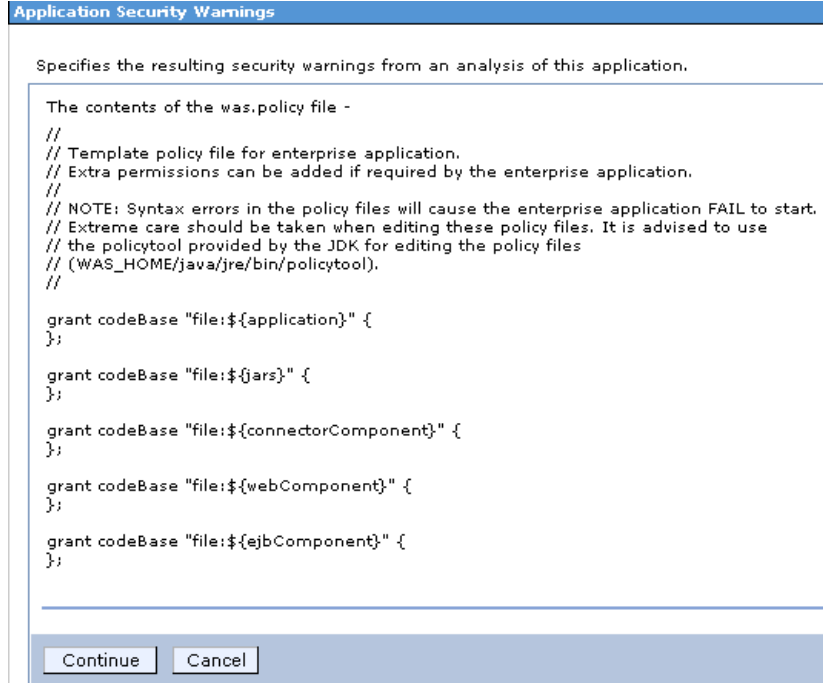 Application Security Warnings
Specifies the resulting security warnings from an analysis of this application.
The contents of the was.policy file -
//
// Template policy file for enterprise application.
// Extra permissions can be added if required by the enterprise application.
//
// NOTE: Syntax errors in the policy files will cause the enterprise application FAIL to start.
// Extreme care should be taken when editing these policy files. It is advised to use
// the policytool provided by the JDK for editing the policy files
// (WAS_HOME/java/jre/bin/policytool).
//
grant codeBase "file:${application}" {
};
grant codeBase "file:${jars}" {
};
grant codeBase "file:${connectorComponent}" {
};
grant codeBase "file:${webComponent}" {
};
grant codeBase "file:${ejbComponent}" {
};
Continue Cancel